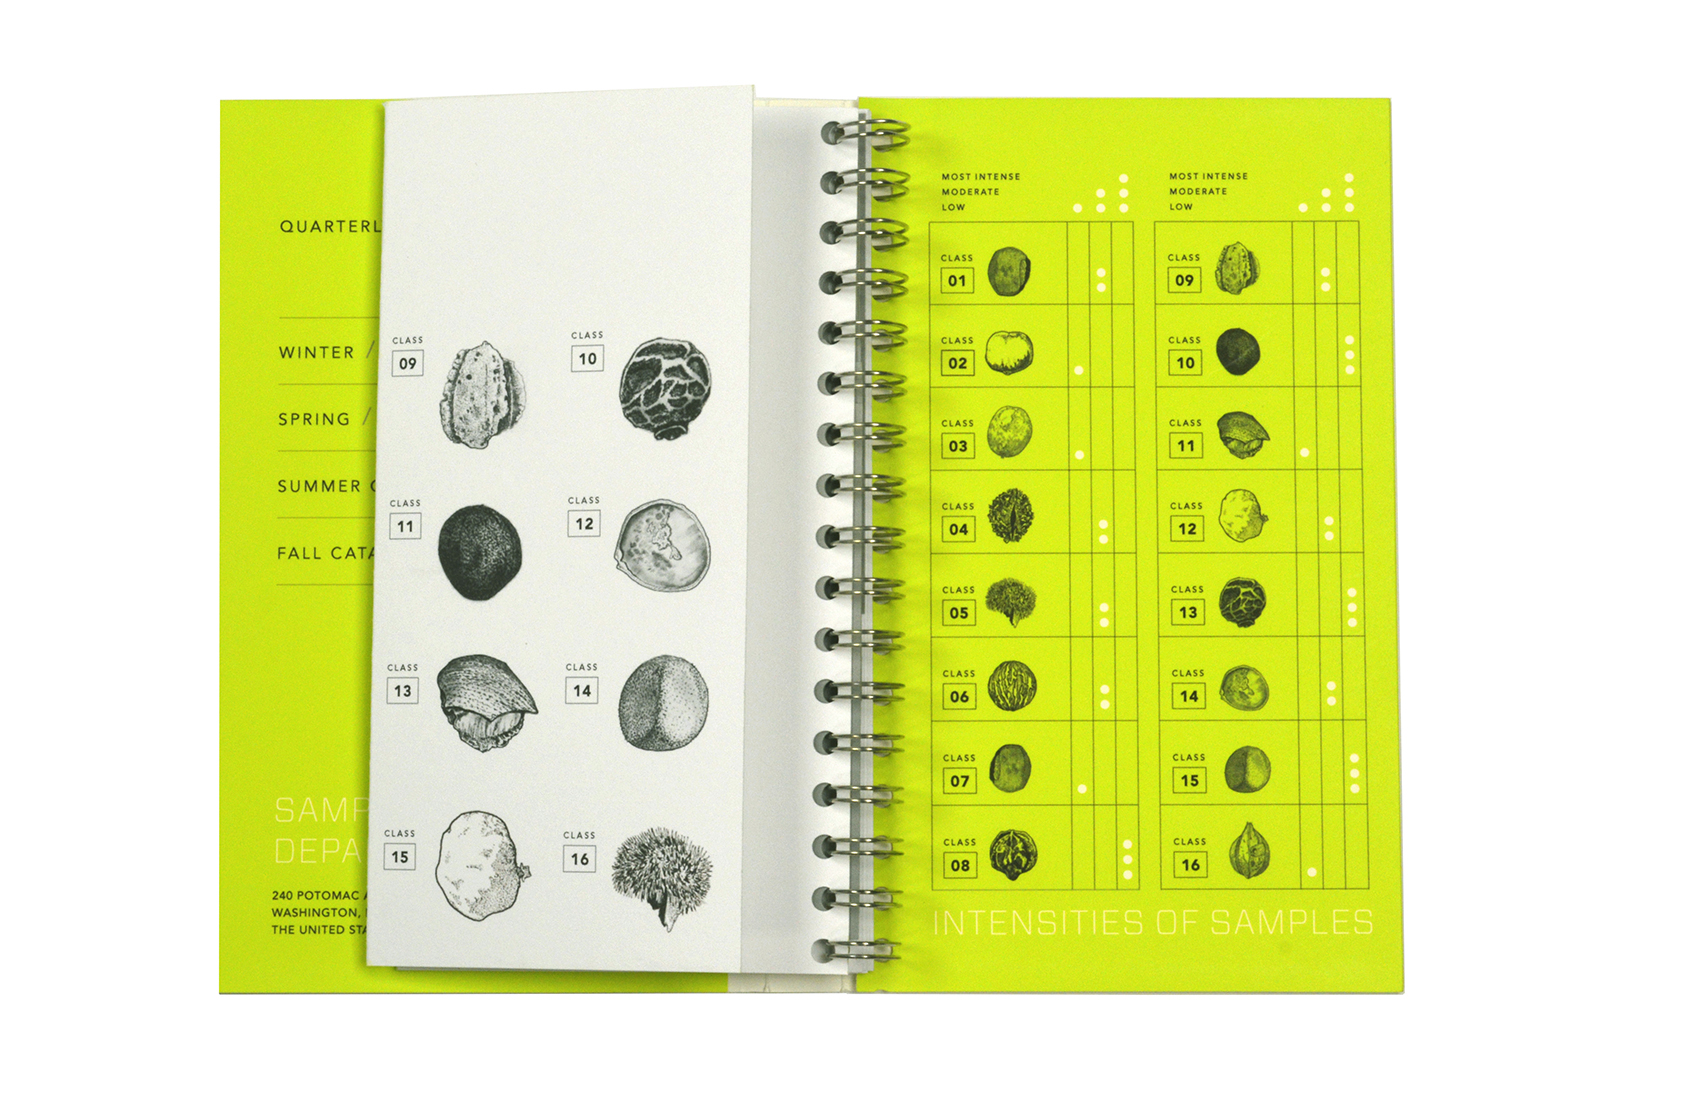 QUARTERL
WINTER /
SPRING /
SUMMER C
FALL CATA
SAMP
DEPA
240 POTOMAC A
WASHINGTON,
THE UNITED STA
CLASS
09
CLASS
10
CLASS
11
CLASS
12
CLASS
13
CLASS
14
CLASS
15
CLASS
16
MOST INTENSE
MODERATE
LOW
CLASS
01
CLASS
02
CLASS
03
CLASS
04
CLASS
05
CLASS
06
CLASS
07
CLASS
08
MOST INTENSE
MODERATE
LOW
CLASS
09
CLASS
10
CLASS
11
CLASS
12
CLASS
13
CLASS
14
CLASS
15
CLASS
16
INTENSITIES OF SAMPLES